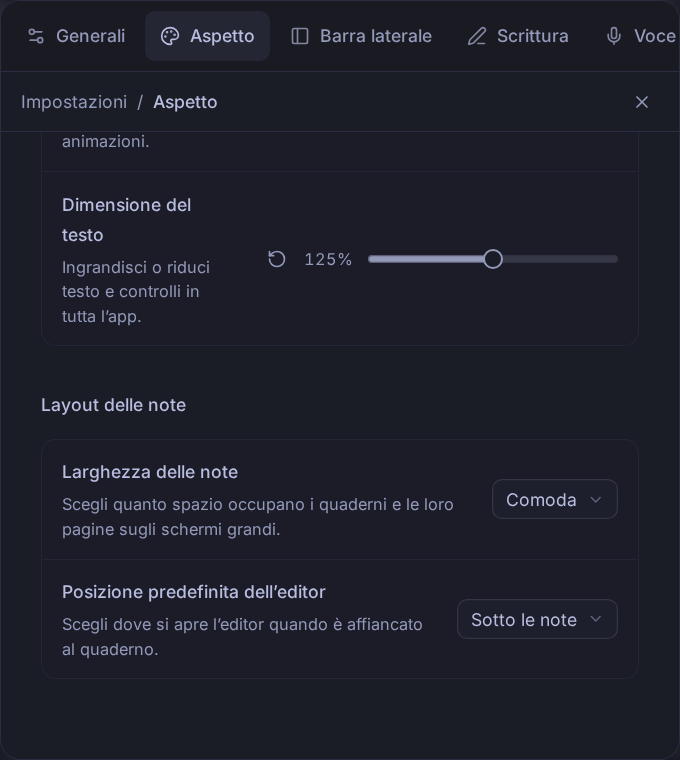 Generali
Aspetto
Barra laterale
Scrittura
Voce
Impostazioni / Aspetto
animazioni.
Dimensione del
testo
Ingrandisci o riduci
testo e controlli in
tutta l’app.
125%
Layout delle note
Larghezza delle note
Scegli quanto spazio occupano i quaderni e le loro
pagine sugli schermi grandi.
Comoda
Posizione predefinita dell’editor
Scegli dove si apre l’editor quando è affiancato
al quaderno.
Sotto le note